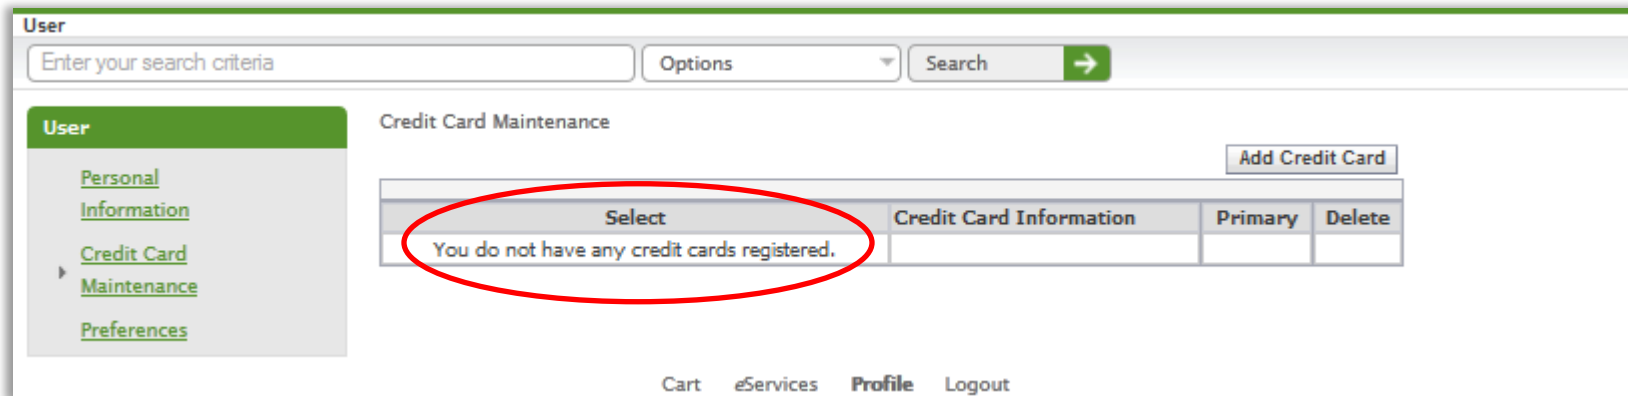 User
Enter your search criteria Options Search
User
Personal
Information
Credit Card
Maintenance
Preferences
Credit Card Maintenance
Add Credit Card
Select Credit Card Information Primary Delete
You do not have any credit cards registered.
Cart eServices Profile Logout